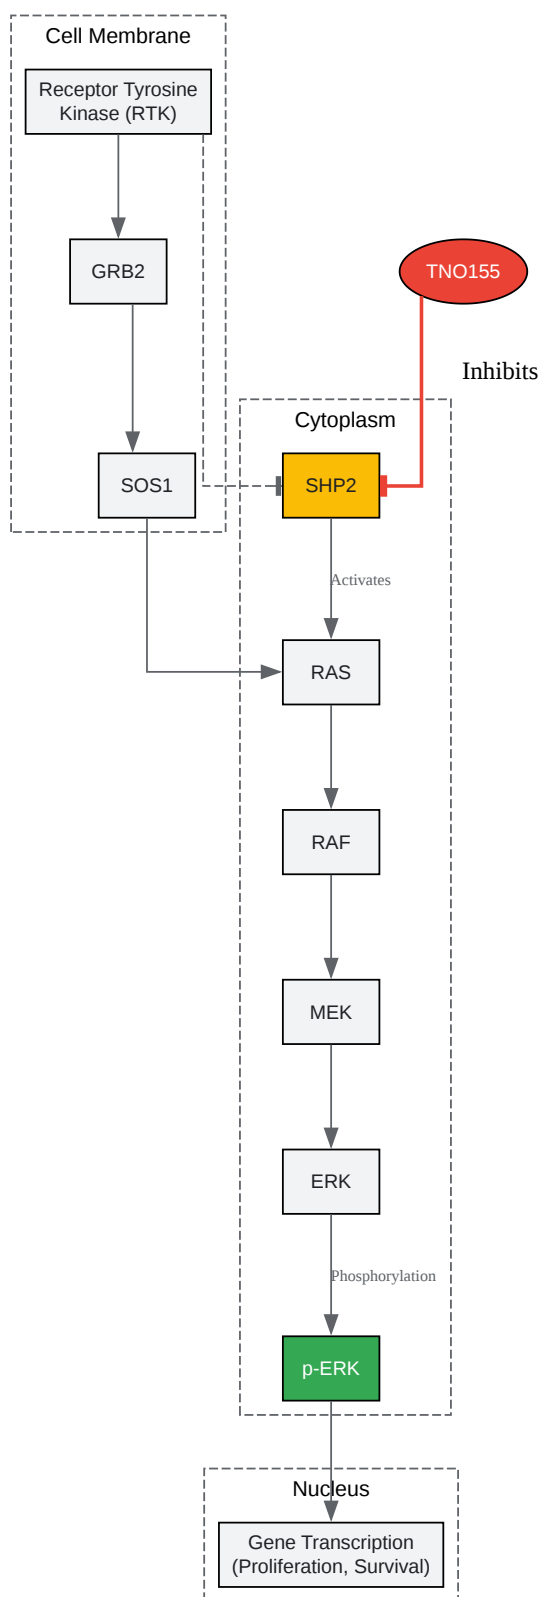 Cell Membrane
Receptor Tyrosine
Kinase (RTK)
GRB2
TNO155
Inhibits
Cytoplasm
SOS1
SHP2
Activates
RAS
RAF
MEK
ERK
Phosphorylation
p-ERK
Nucleus
Gene Transcription
(Proliferation, Survival)